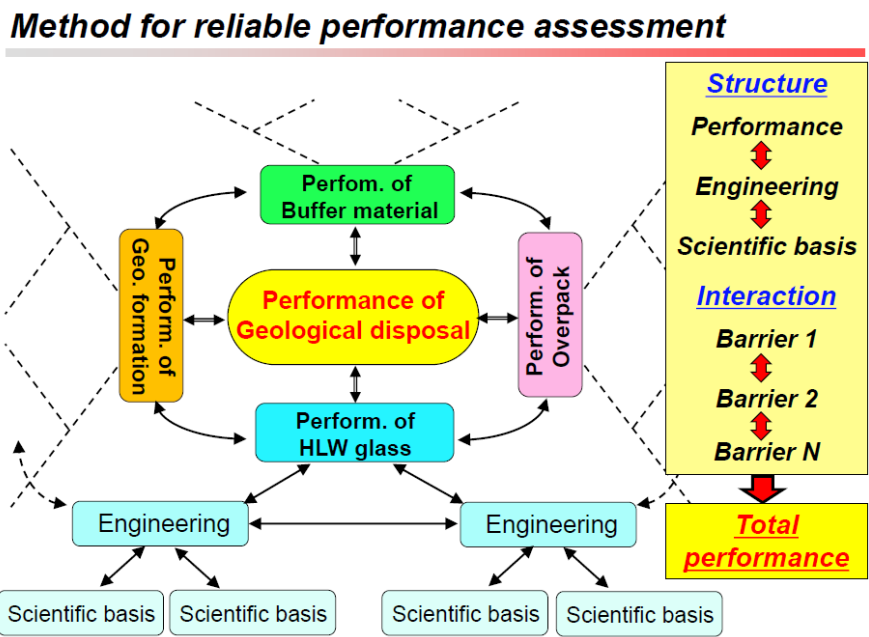 Method for reliable performance assessment
Perfom. of
Buffer material
Perform. of
Geo. formation
Performance of
Geological disposal
Perform. of
Overpack
Perform. of
HLW glass
Engineering
Engineering
Scientific basis
Scientific basis
Scientific basis
Scientific basis
Structure
Performance
Engineering
Scientific basis
Interaction
Barrier 1
Barrier 2
Barrier N
Total
performance